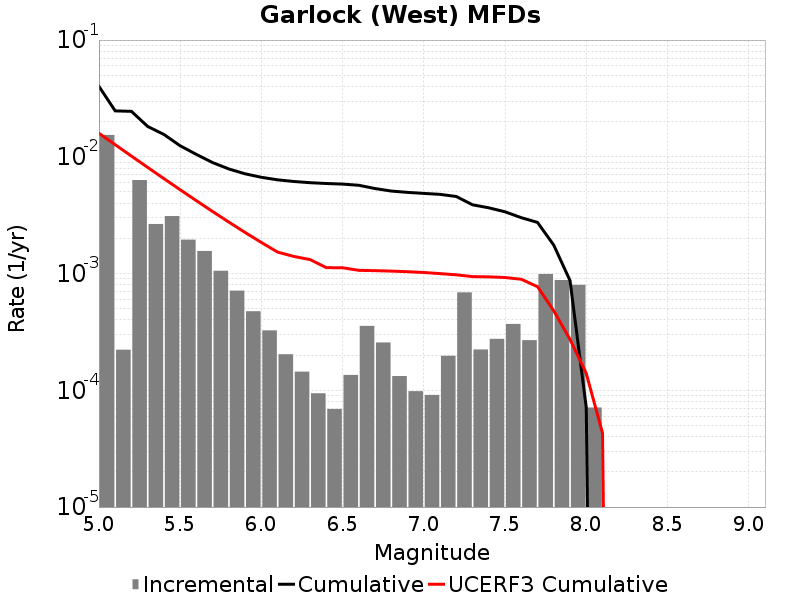 Garlock (West) MFDs
10-1
10-2
10-3
10-4
10-5
Rate (1/yr)
5.0 5.5 6.0 6.5 7.0 7.5 8.0 8.5 9.0
Magnitude
Incremental Cumulative UCERF3 Cumulative